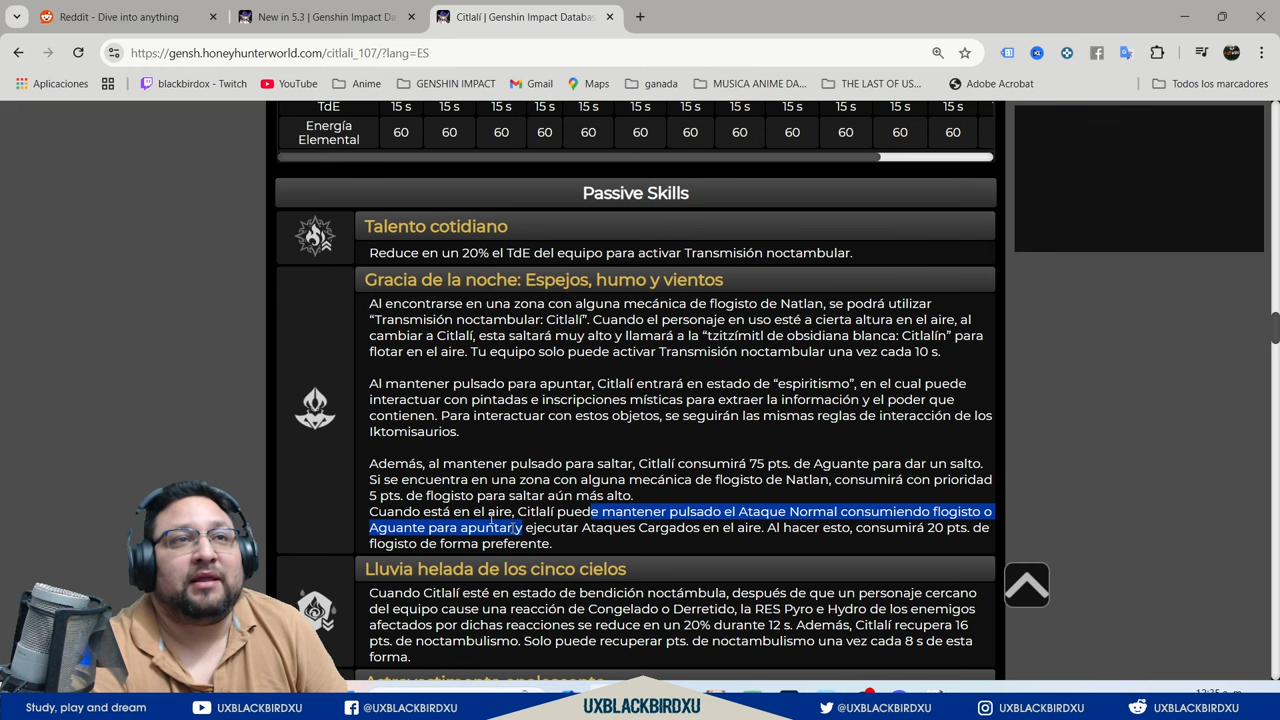 Reddit - Dive into anything
New in 5.3 | Genshin Impact Da
Citlalí | Genshin Impact Databas
https://gensh.honeyhunterworld.com/citlali_107/?lang=ES
Aplicaciones
blackbirdox - Twitch
YouTube
Anime
GENSHIN IMPACT
Gmail
Maps
ganada
MUSICA ANIME DA...
THE LAST OF US...
Adobe Acrobat
Todos los marcadores
TdE 15 s 15 s 15 s 15 s 15 s 15 s 15 s 15 s 15 s 15 s 15 s 15 s
Energía Elemental 60 60 60 60 60 60 60 60 60 60 60 60
Passive Skills
Talento cotidiano
Reduce en un 20% el TdE del equipo para activar Transmisión noctambular.
Gracia de la noche: Espejos, humo y vientos
Al encontrarse en una zona con alguna mecánica de flogisto de Natlan, se podrá utilizar
“Transmisión noctambular: Citlalí”. Cuando el personaje en uso esté a cierta altura en el aire, al
cambiar a Citlalí, esta saltará muy alto y llamará a la “tzitzímitl de obsidiana blanca: Citlalín” para
flotar en el aire. Tu equipo solo puede activar Transmisión noctambular una vez cada 10 s.
Al mantener pulsado para apuntar, Citlalí entrará en estado de “espiritismo”, en el cual puede
interactuar con pintadas e inscripciones místicas para extraer la información y el poder que
contienen. Para interactuar con estos objetos, se seguirán las mismas reglas de interacción de los
Iktomisaurios.
Además, al mantener pulsado para saltar, Citlalí consumirá 75 pts. de Aguante para dar un salto.
Si se encuentra en una zona con alguna mecánica de flogisto de Natlan, consumirá con prioridad
5 pts. de flogisto para saltar aún más alto.
Cuando está en el aire, Citlalí puede mantener pulsado el Ataque Normal consumiendo flogisto o
Aguante para apuntar y ejecutar Ataques Cargados en el aire. Al hacer esto, consumirá 20 pts. de
flogisto de forma preferente.
Lluvia helada de los cinco cielos
Cuando Citlalí esté en estado de bendición noctámbula, después de que un personaje cercano
del equipo cause una reacción de Congelado o Derretido, la RES Pyro e Hydro de los enemigos
afectados por dichas reacciones se reduce en un 20% durante 12 s. Además, Citlalí recupera 16
pts. de noctambulismo. Solo puede recuperar pts. de noctambulismo una vez cada 8 s de esta
forma.
Study, play and dream
UXBLACKBIRDXU
@UXBLACKBIRDXU
UXBLACKBIRDXU
@UXBLACKBIRDXU
UXBLACKBIRDXU
UXBLACKBIRDXU